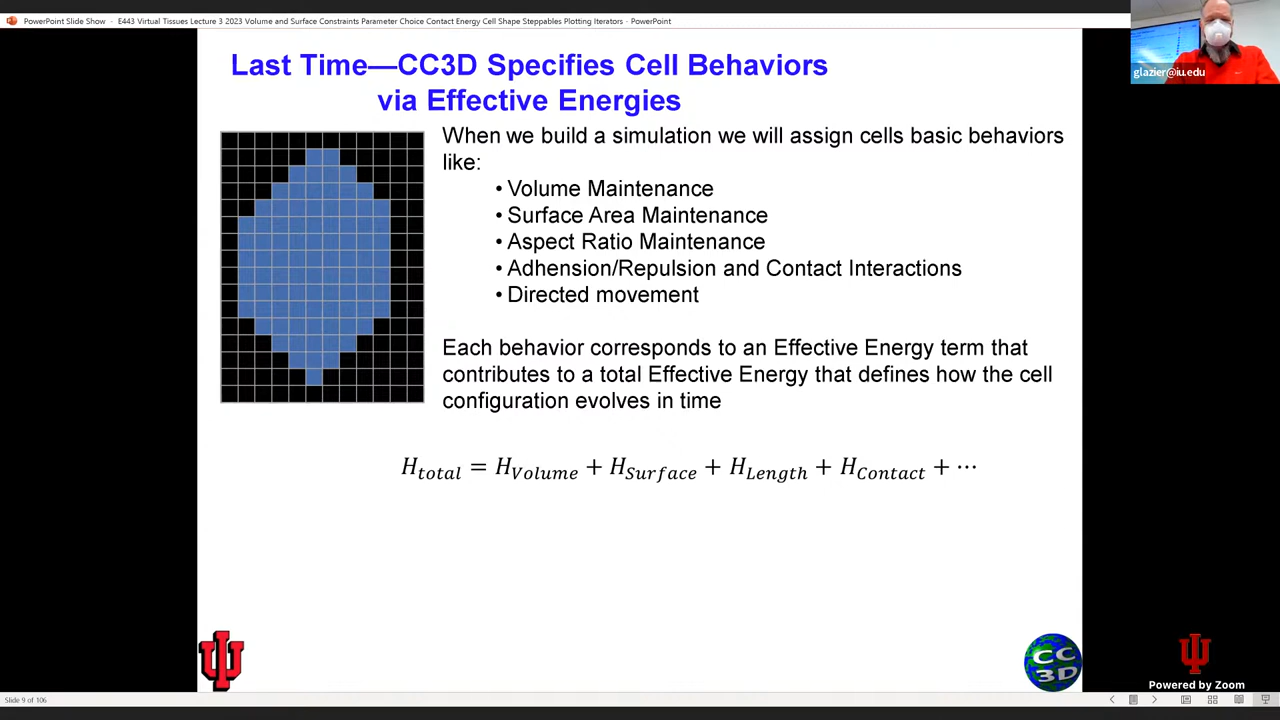 PowerPoint Slide Show - E443 Virtual Tissues Lecture 3 2023 Volume and Surface Constraints Parameter Choice Contact Energy Cell Shape Steppables Plotting Iterators - PowerPoint
glazier@iu.edu
Last Time—CC3D Specifies Cell Behaviors
via Effective Energies
When we build a simulation we will assign cells basic behaviors
like:
• Volume Maintenance
• Surface Area Maintenance
• Aspect Ratio Maintenance
• Adhension/Repulsion and Contact Interactions
• Directed movement
Each behavior corresponds to an Effective Energy term that
contributes to a total Effective Energy that defines how the cell
configuration evolves in time
H_total = H_Volume + H_Surface + H_Length + H_Contact + ⋯
CC
3D
Powered by Zoom
Slide 9 of 106